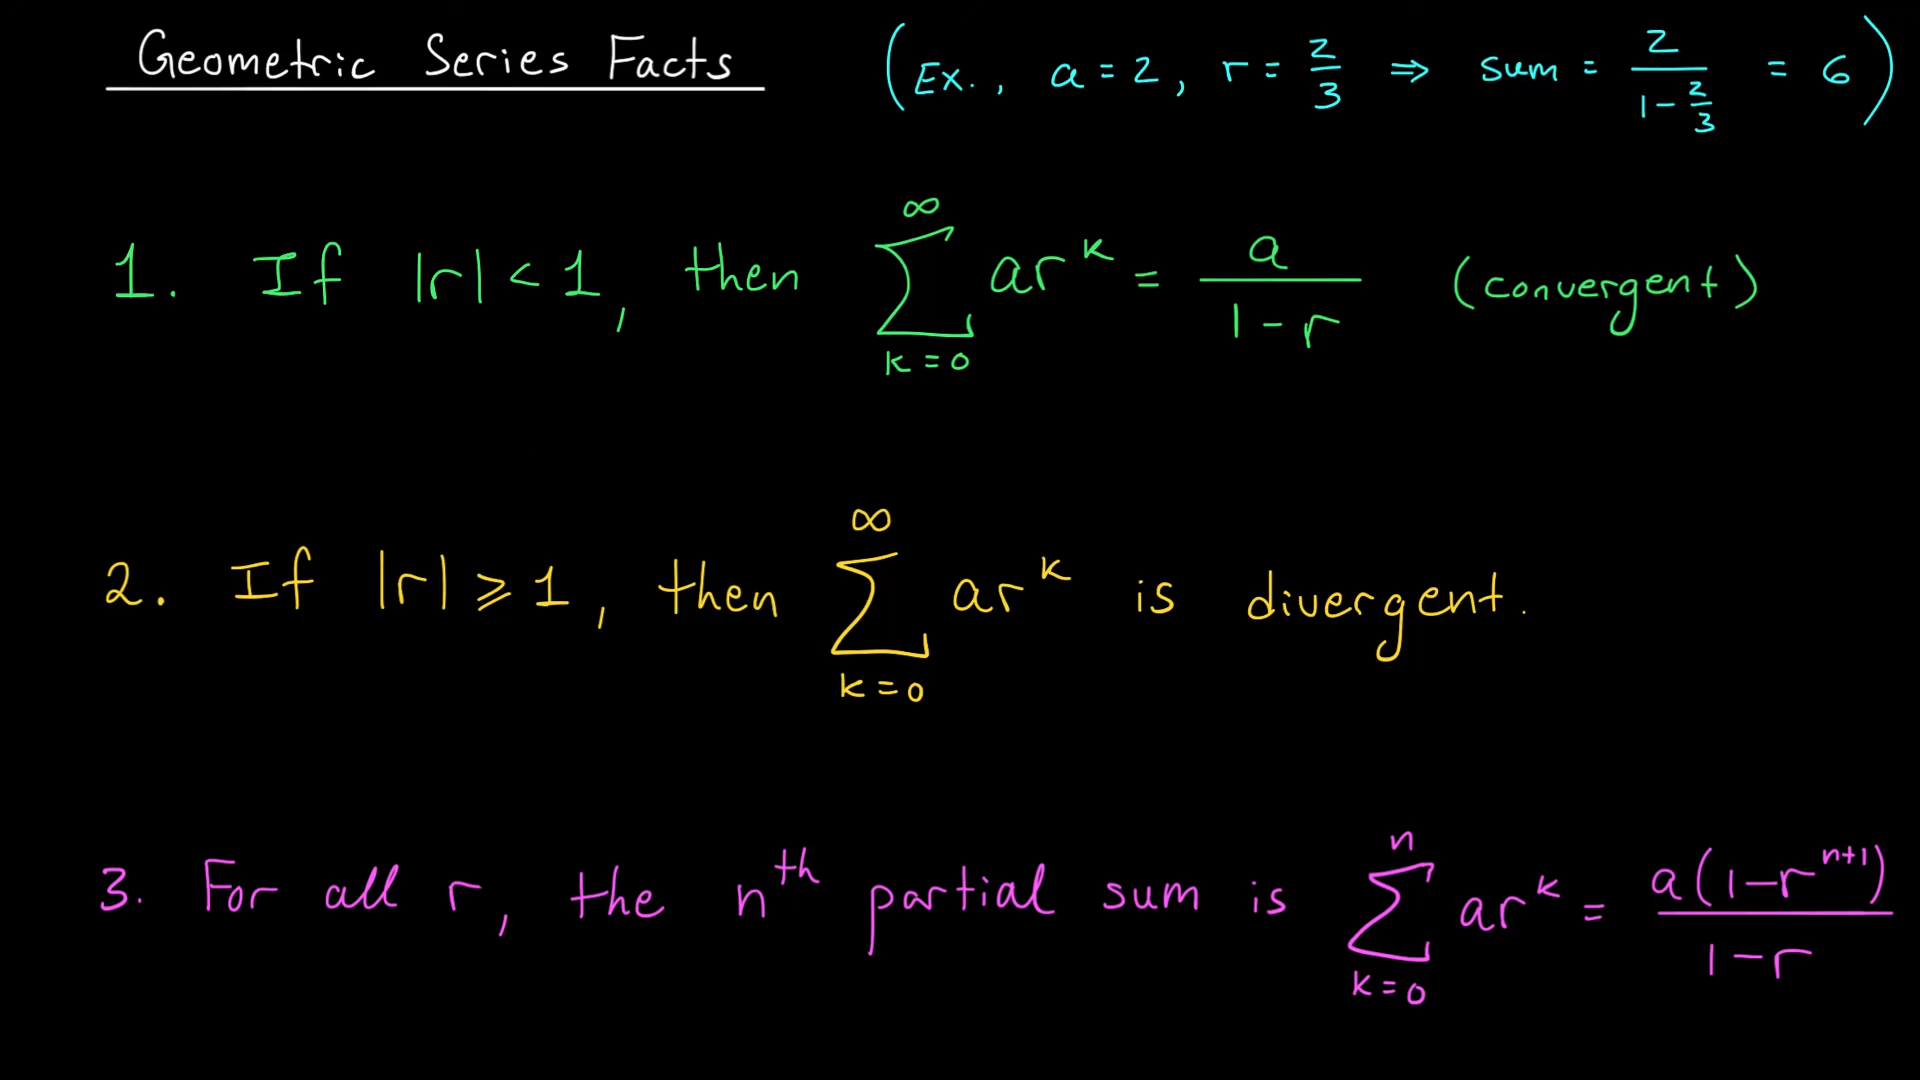 Geometric Series Facts
(Ex., a = 2, r = 2/3 ⇒ sum = 2/(1 - 2/3) = 6)
1. If |r| < 1, then ∑_{k=0}^{∞} ar^k = a/(1 - r) (convergent)
2. If |r| ⩾ 1, then ∑_{k=0}^{∞} ar^k is divergent.
3. For all r, the n^th partial sum is ∑_{k=0}^{n} ar^k = a(1 - r^{n+1})/(1 - r)